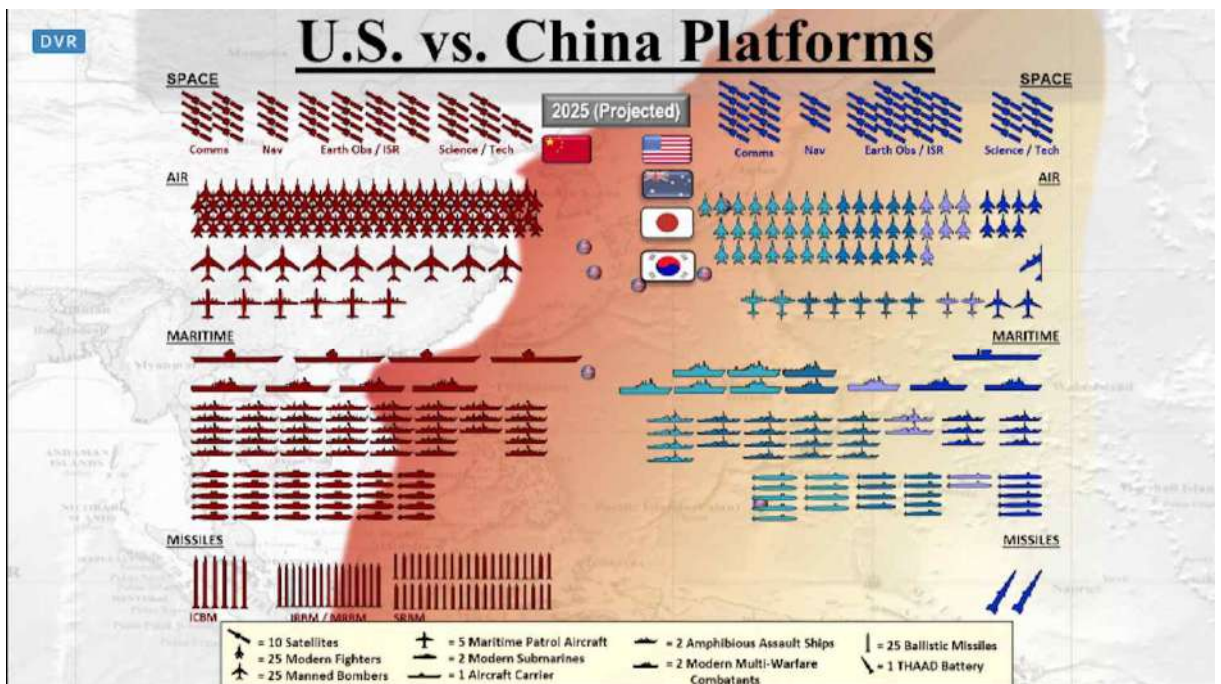 DVR
U.S. vs. China Platforms
SPACE
SPACE
2025 (Projected)
Comms Nav Earth Obs / ISR Science / Tech
Comms Nav Earth Obs / ISR Science / Tech
AIR
AIR
MARITIME
MARITIME
MISSILES
MISSILES
ICBM IRBM / MRBM SRBM
= 10 Satellites
= 25 Modern Fighters
= 25 Manned Bombers
= 5 Maritime Patrol Aircraft
= 2 Modern Submarines
= 1 Aircraft Carrier
= 2 Amphibious Assault Ships
= 2 Modern Multi-Warfare
Combatants
= 25 Ballistic Missiles
= 1 THAAD Battery